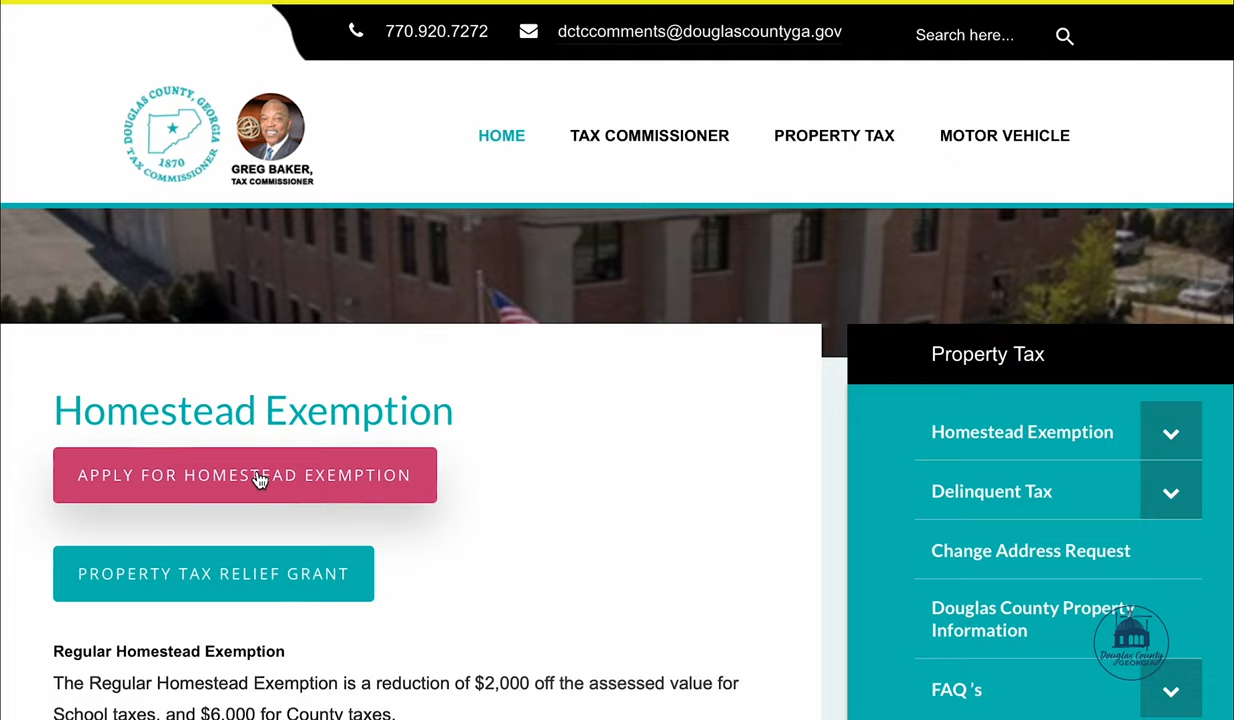 770.920.7272
dctccomments@douglascountyga.gov
Search here...
DOUGLAS COUNTY, GEORGIA
1870
TAX COMMISSIONER
GREG BAKER,
TAX COMMISSIONER
HOME
TAX COMMISSIONER
PROPERTY TAX
MOTOR VEHICLE
Homestead Exemption
APPLY FOR HOMESTEAD EXEMPTION
PROPERTY TAX RELIEF GRANT
Regular Homestead Exemption
The Regular Homestead Exemption is a reduction of $2,000 off the assessed value for
School taxes, and $6,000 for County taxes.
Property Tax
Homestead Exemption
Delinquent Tax
Change Address Request
Douglas County Property
Information
FAQ 's
Douglas County
GEORGIA